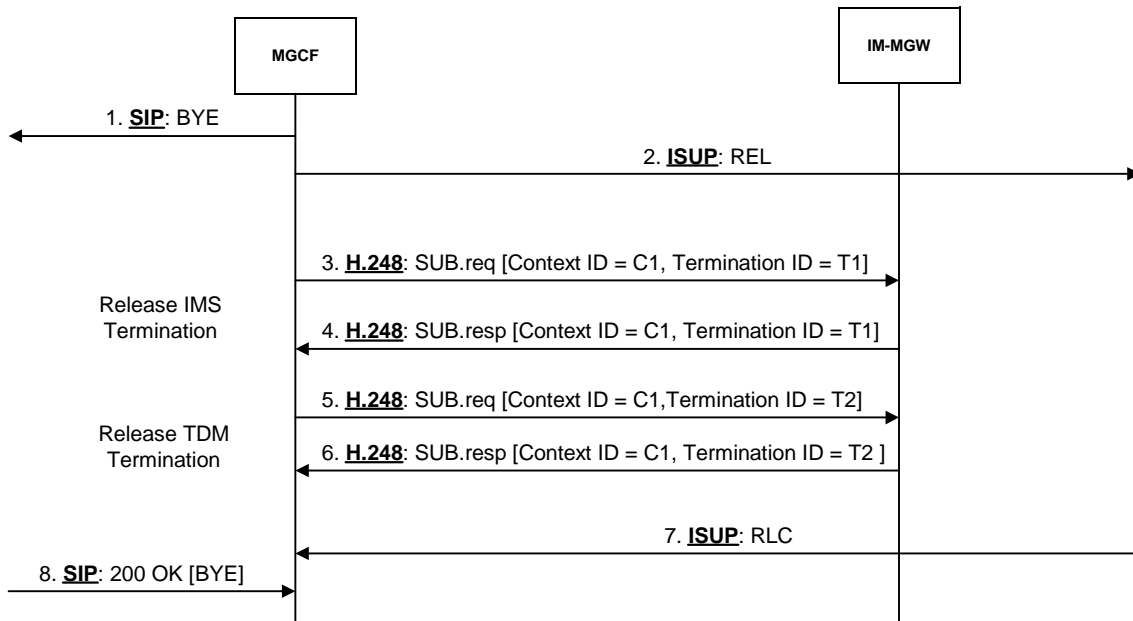 MGCF
IM-MGW
1. SIP: BYE
2. ISUP: REL
3. H.248: SUB.req [Context ID = C1, Termination ID = T1]
Release IMS
Termination
4. H.248: SUB.resp [Context ID = C1, Termination ID = T1]
5. H.248: SUB.req [Context ID = C1,Termination ID = T2]
Release TDM
Termination
6. H.248: SUB.resp [Context ID = C1, Termination ID = T2 ]
7. ISUP: RLC
8. SIP: 200 OK [BYE]